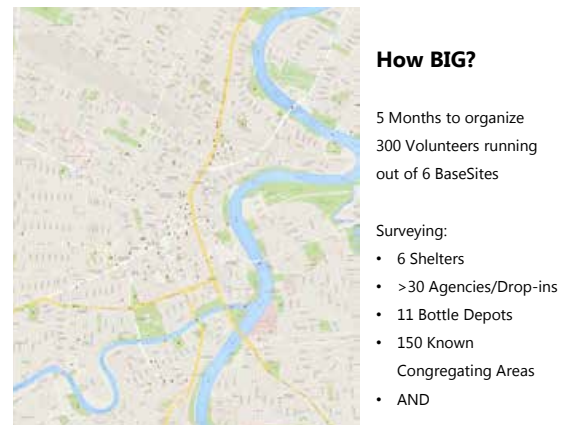 How BIG?
5 Months to organize
300 Volunteers running
out of 6 BaseSites
Surveying:
• 6 Shelters
• >30 Agencies/Drop-ins
• 11 Bottle Depots
• 150 Known
Congregating Areas
• AND